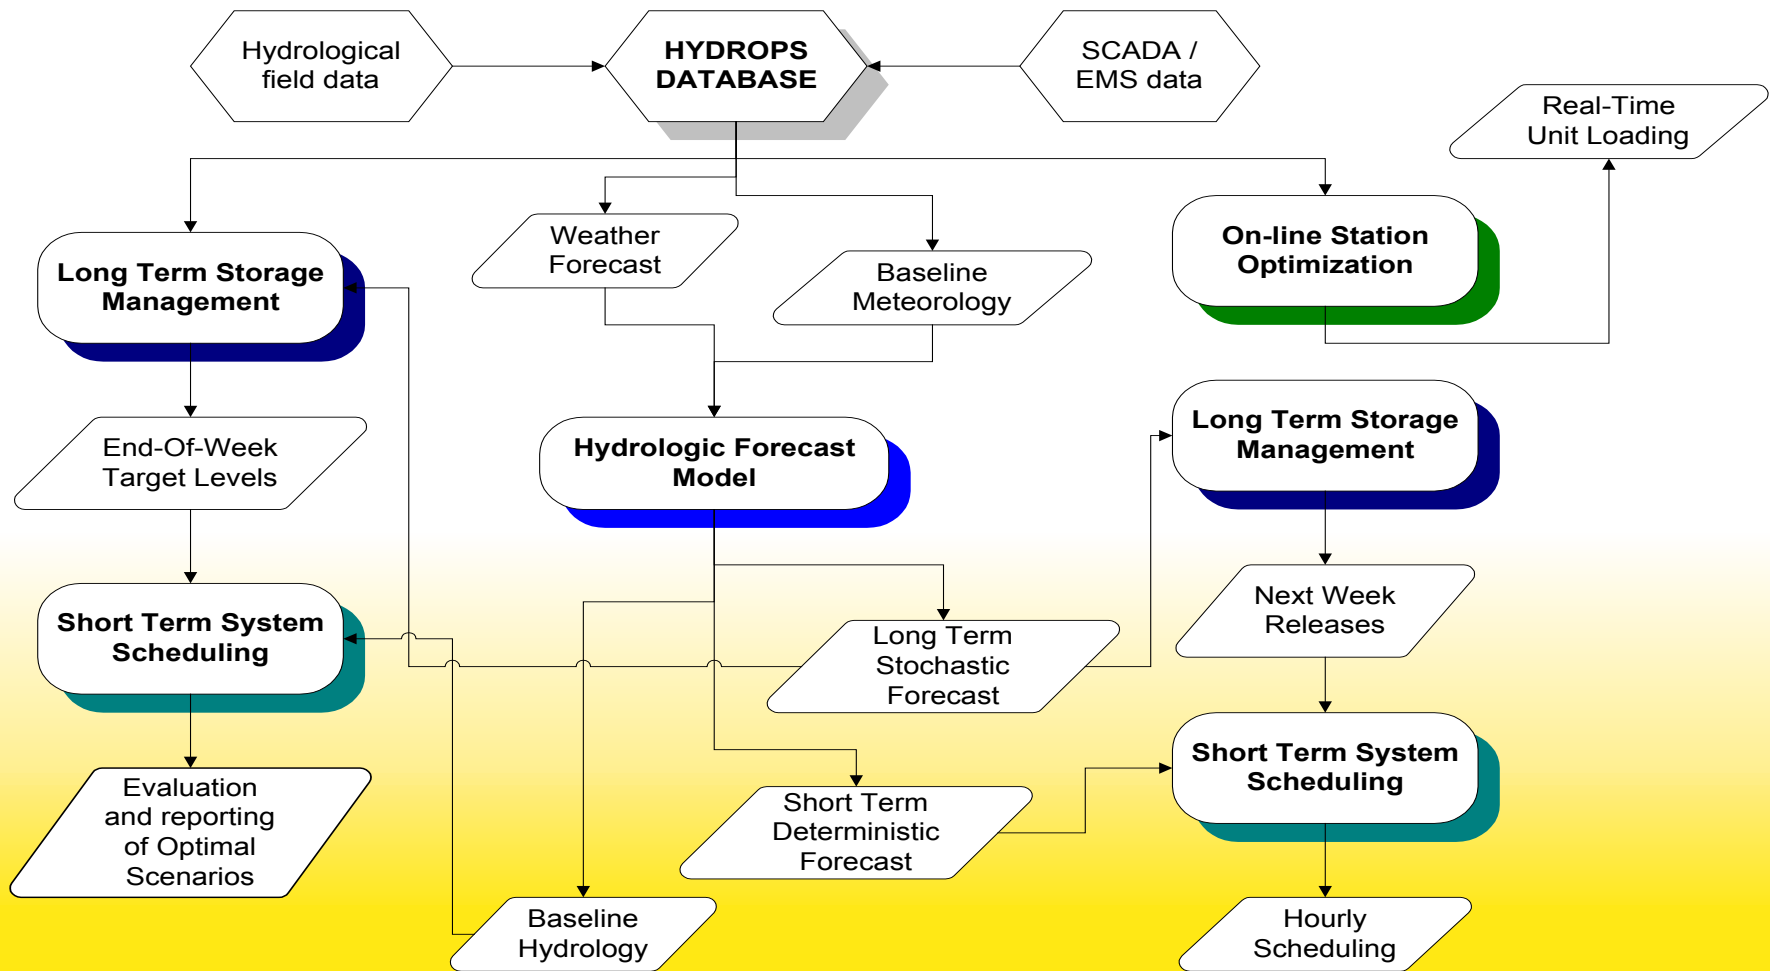 Hydrological
field data
HYDROPS
DATABASE
SCADA /
EMS data
Real-Time
Unit Loading
Weather
Forecast
Baseline
Meteorology
On-line Station
Optimization
Long Term Storage
Management
End-Of-Week
Target Levels
Hydrologic Forecast
Model
Long Term Storage
Management
Short Term System
Scheduling
Long Term
Stochastic
Forecast
Next Week
Releases
Evaluation
and reporting
of Optimal
Scenarios
Short Term
Deterministic
Forecast
Short Term System
Scheduling
Baseline
Hydrology
Hourly
Scheduling